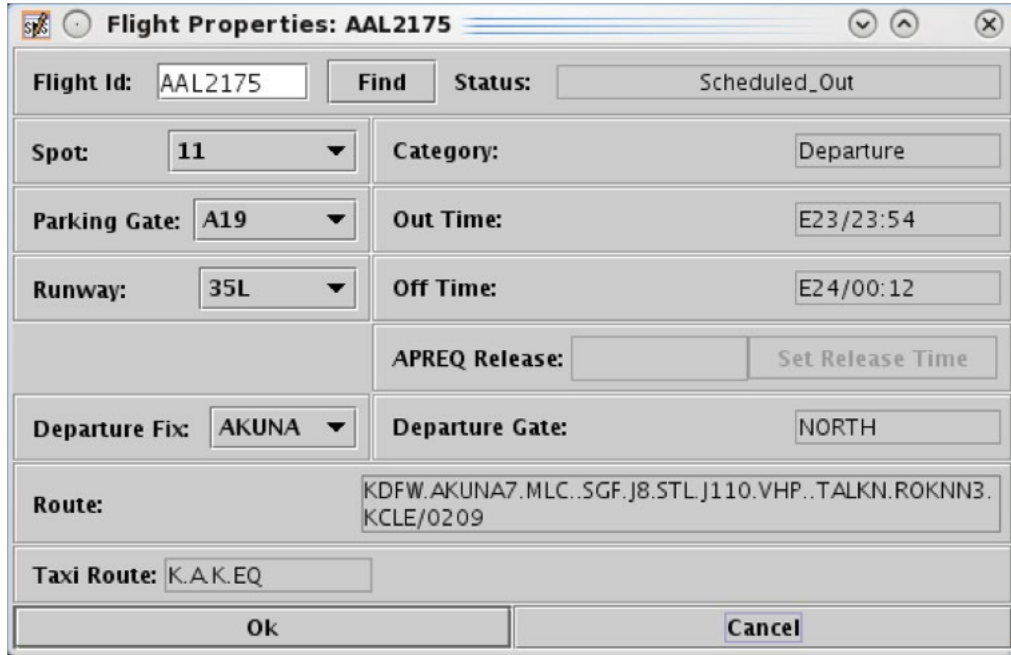 Flight Properties: AAL2175
Flight Id: AAL2175 Find Status: Scheduled_Out
Spot: 11 Category: Departure
Parking Gate: A19 Out Time: E23/23:54
Runway: 35L Off Time: E24/00:12
APREQ Release: Set Release Time
Departure Fix: AKUNA Departure Gate: NORTH
Route: KDFW.AKUNA7.MLC..SGF.J8.STL.J110.VHP..TALKN.ROKNN3.
KCLE/0209
Taxi Route: K.A.K.EQ
Ok Cancel